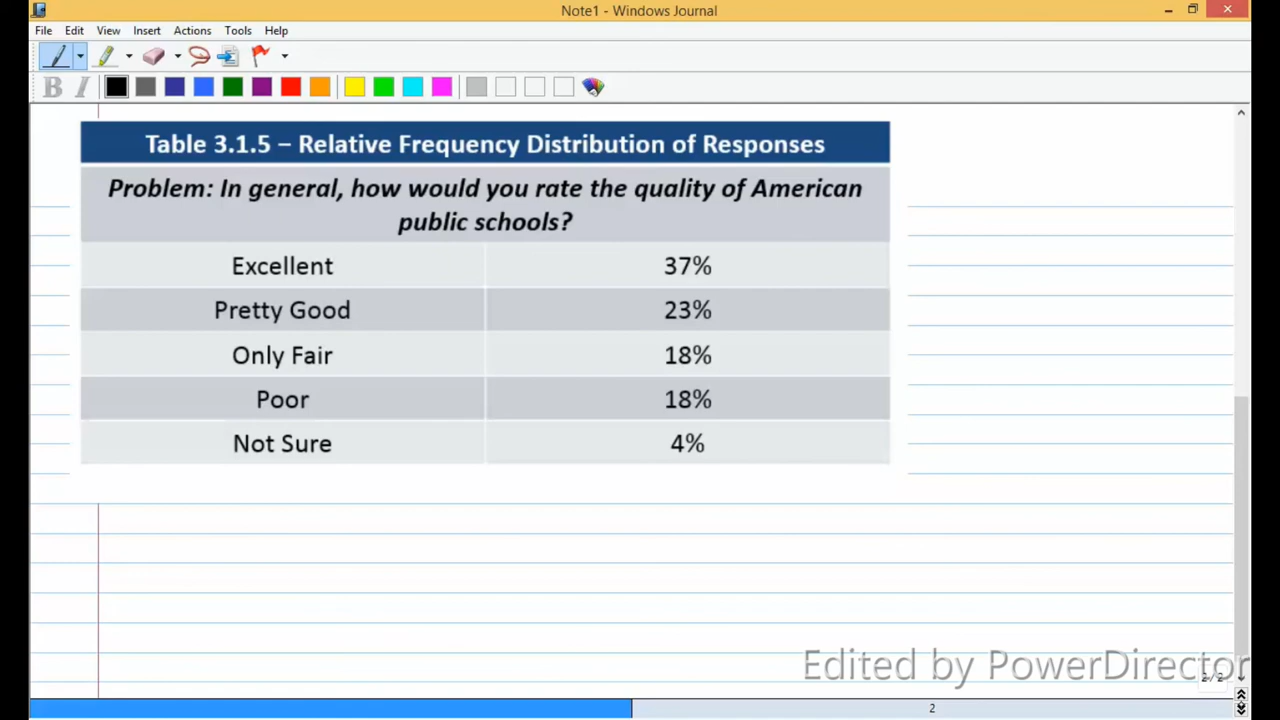 Note1 - Windows Journal
File Edit View Insert Actions Tools Help
B I
Table 3.1.5 – Relative Frequency Distribution of Responses
Problem: In general, how would you rate the quality of American
public schools?
Excellent 37%
Pretty Good 23%
Only Fair 18%
Poor 18%
Not Sure 4%
Edited by PowerDirector
2/2
2